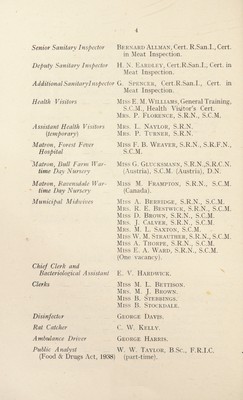 4
Senior Sanitary Inspector BERNARD ALLMAN, Cert. R.San.I., Cert.
in Meat Inspection.
Deputy Sanitary Inspector H. N. EARDLEY, Cert.R.San.I., Cert. in
Meat Inspection.
Additional Sanitary Inspector G. SPENCER, Cert.R.San.I., Cert. in
Meat Inspection.
Health Visitors MISS E. M. WILLIAMS, General Training,
S.C.M., Health Visitor's Cert.
MRS. P. FLORENCE, S.R.N., S.C.M.
Assistant Health Visitors MRS. I. NAYLOR, S.R.N.
(temporary) MRS. P. TURNER, S.R.N.
Matron, Forest Fever MISS F. B. WEAVER, S.R.N., S.R.F.N.,
Hospital S.C.M.
Matron, Bull Farm War- MISS G. GLUCKSMANN, S.R.N., S.R.C.N.
time Day Nursery (Austria), S.C.M. (Austria), D.N.
Matron, Ravensdale War- MISS M. FRAMPTON, S.R.N., S.C.M.
time Day Nursery (Canada).
Municipal Midwives MISS A. BERRIDGE, S.R.N., S.C.M.
MRS. R. E. BESTWICK, S.R.N., S.C.M.
MISS D. BROWN, S.R.N., S.C.M.
MRS. J. CALVER, S.R.N., S.C.M.
MRS. M. L. SAXTON, S.C.M.
MISS W. M. STRAUTHER, S.R.N., S.C.M.
MISS A. THORPE, S.R.N., S.C.M.
MISS E. A. WARD, S.R.N., S.C.M.
(One vacancy).
Chief Clerk and
Bacteriological Assistant E. V. HARDWICK.
Clerks MISS M. L. BETTISON.
MRS. M. J. BROWN.
MISS B. STEBBINGS.
MISS B. STOCKDALE.
Disinfector GEORGE DAVIS.
Rat Catcher C. W. KELLY.
Ambulance Driver GEORGE HARRIS.
Public Analyst W. W. TAYLOR, B.Sc., F.R.I.C.
(Food & Drugs Act, 1938) (part-time).